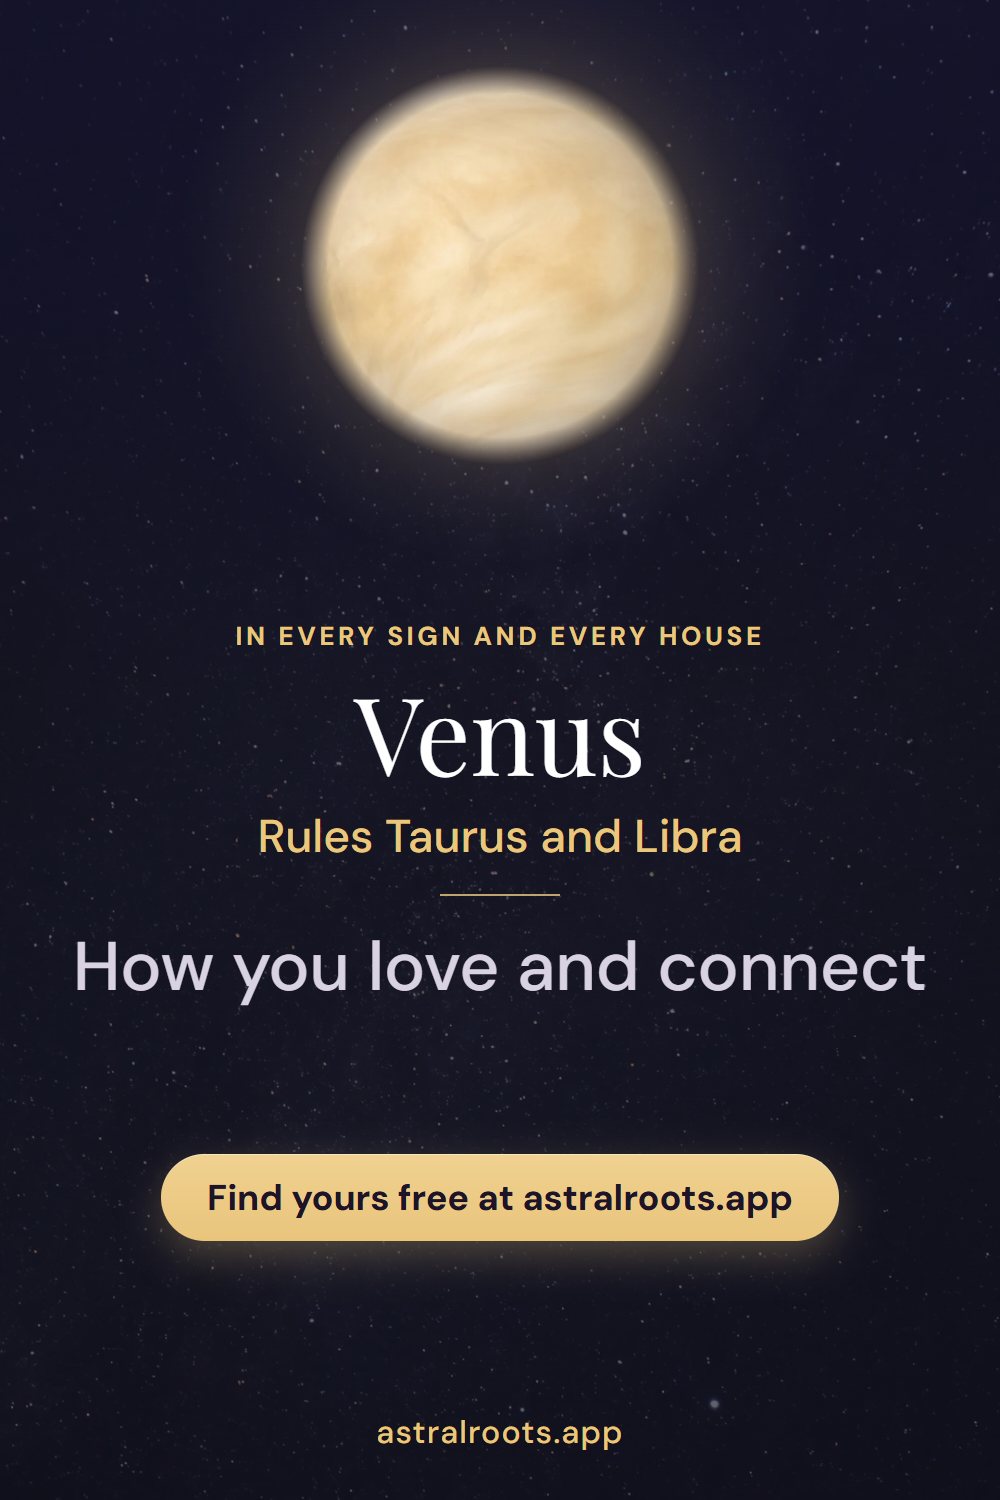 IN EVERY SIGN AND EVERY HOUSE
Venus
Rules Taurus and Libra
How you love and connect
Find yours free at astralroots.app
astralroots.app